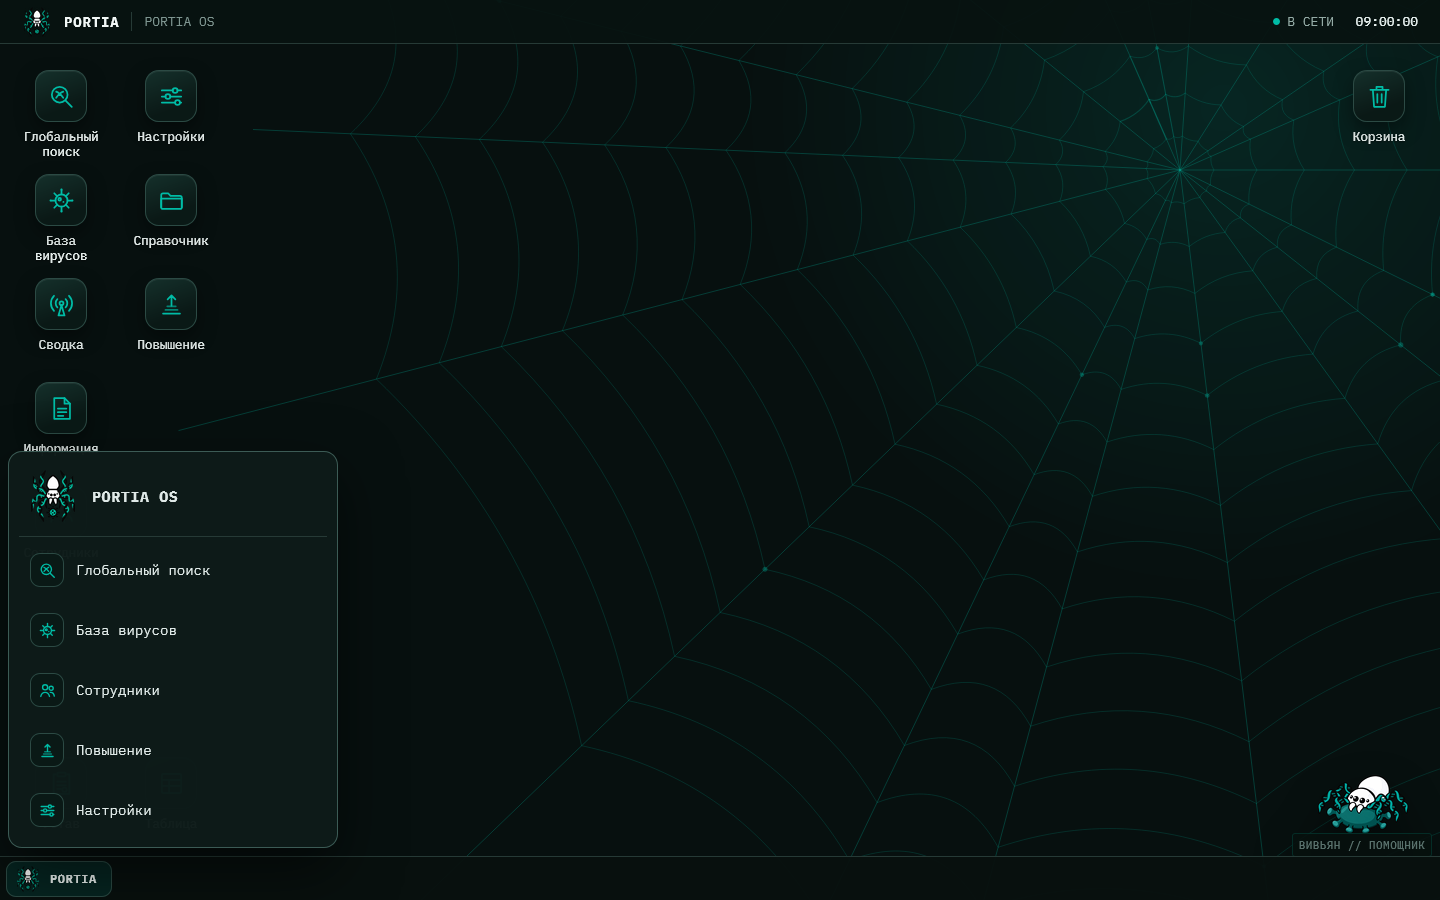 PORTIA
PORTIA OS
В СЕТИ
09:00:00
Глобальный
поиск
Настройки
Корзина
База
вирусов
Справочник
Сводка
Повышение
Информация
PORTIA OS
Глобальный поиск
База вирусов
Сотрудники
Повышение
Настройки
ВИВЬЯН // ПОМОЩНИК
PORTIA